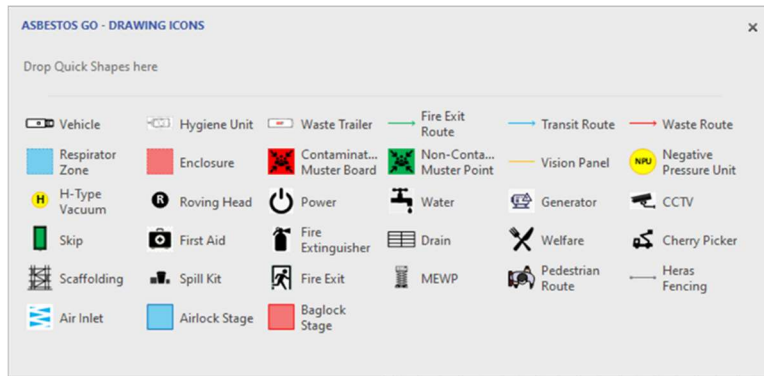 ASBESTOS GO - DRAWING ICONS
Drop Quick Shapes here
Vehicle
Hygiene Unit
Waste Trailer
Fire Exit
Route
Transit Route
Waste Route
Respirator
Zone
Enclosure
Contaminat...
Muster Board
Non-Conta...
Muster Point
Vision Panel
NPU
Negative
Pressure Unit
H
H-Type
Vacuum
R
Roving Head
Power
Water
Generator
CCTV
Skip
First Aid
Fire
Extinguisher
Drain
Welfare
Cherry Picker
Scaffolding
Spill Kit
Fire Exit
MEWP
Pedestrian
Route
Heras
Fencing
Air Inlet
Airlock Stage
Baglock
Stage